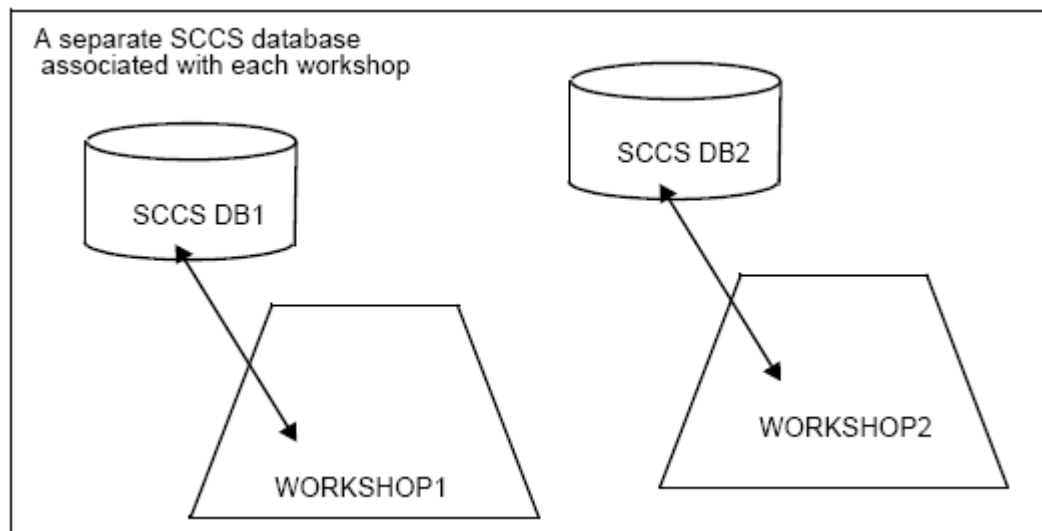 A separate SCCS database
associated with each workshop
SCCS DB1
SCCS DB2
WORKSHOP1
WORKSHOP2